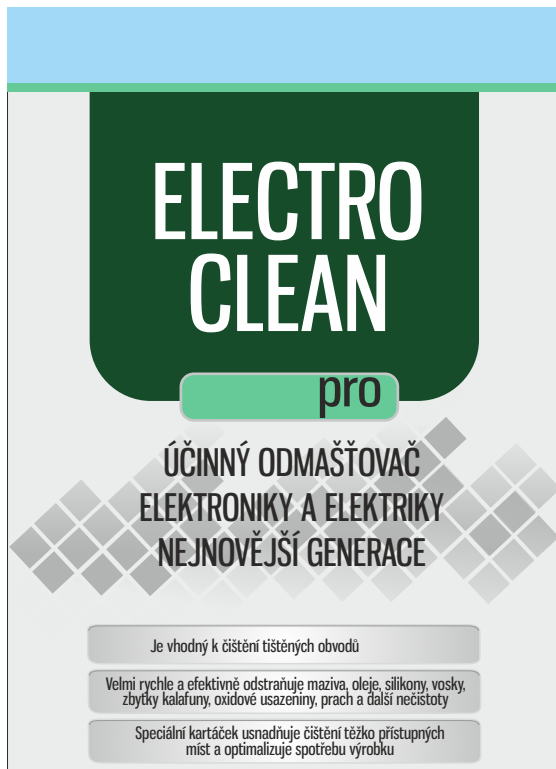 ELECTRO
CLEAN
pro
ÚČINNÝ ODMAŠŤOVAČ
ELEKTRONIKY A ELEKTRIKY
NEJNOVĚJŠÍ GENERACE
Je vhodný k čištění tištěných obvodů
Velmi rychle a efektivně odstraňuje maziva, oleje, silikony, vosky,
zbytky kalafuny, oxidové usazeniny, prach a další nečistoty
Speciální kartáček usnadňuje čištění těžko přístupných
míst a optimalizuje spotřebu výrobku